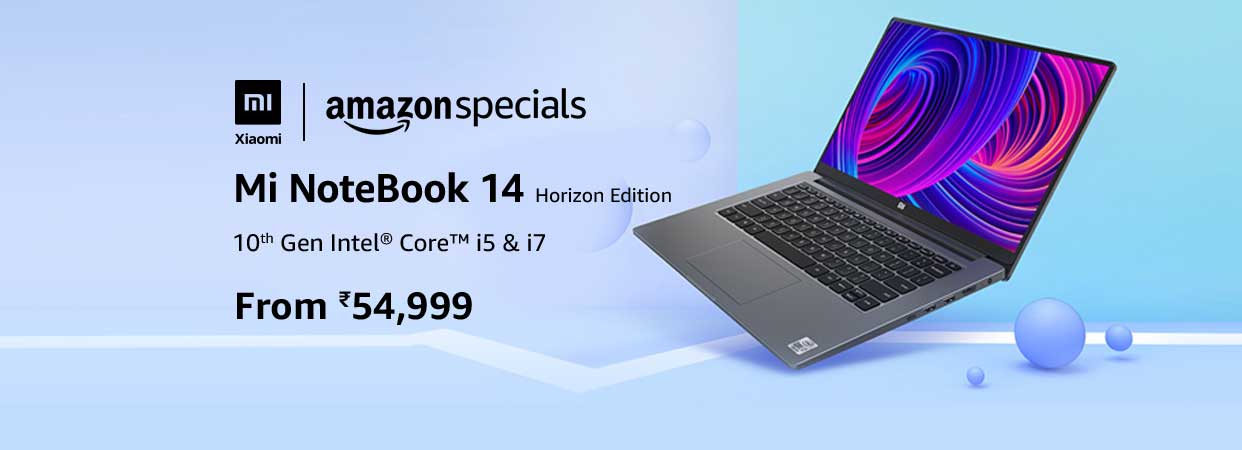 mi
Xiaomi
amazonspecials
Mi NoteBook 14 Horizon Edition
10th Gen Intel® Core™ i5 & i7
From ₹54,999